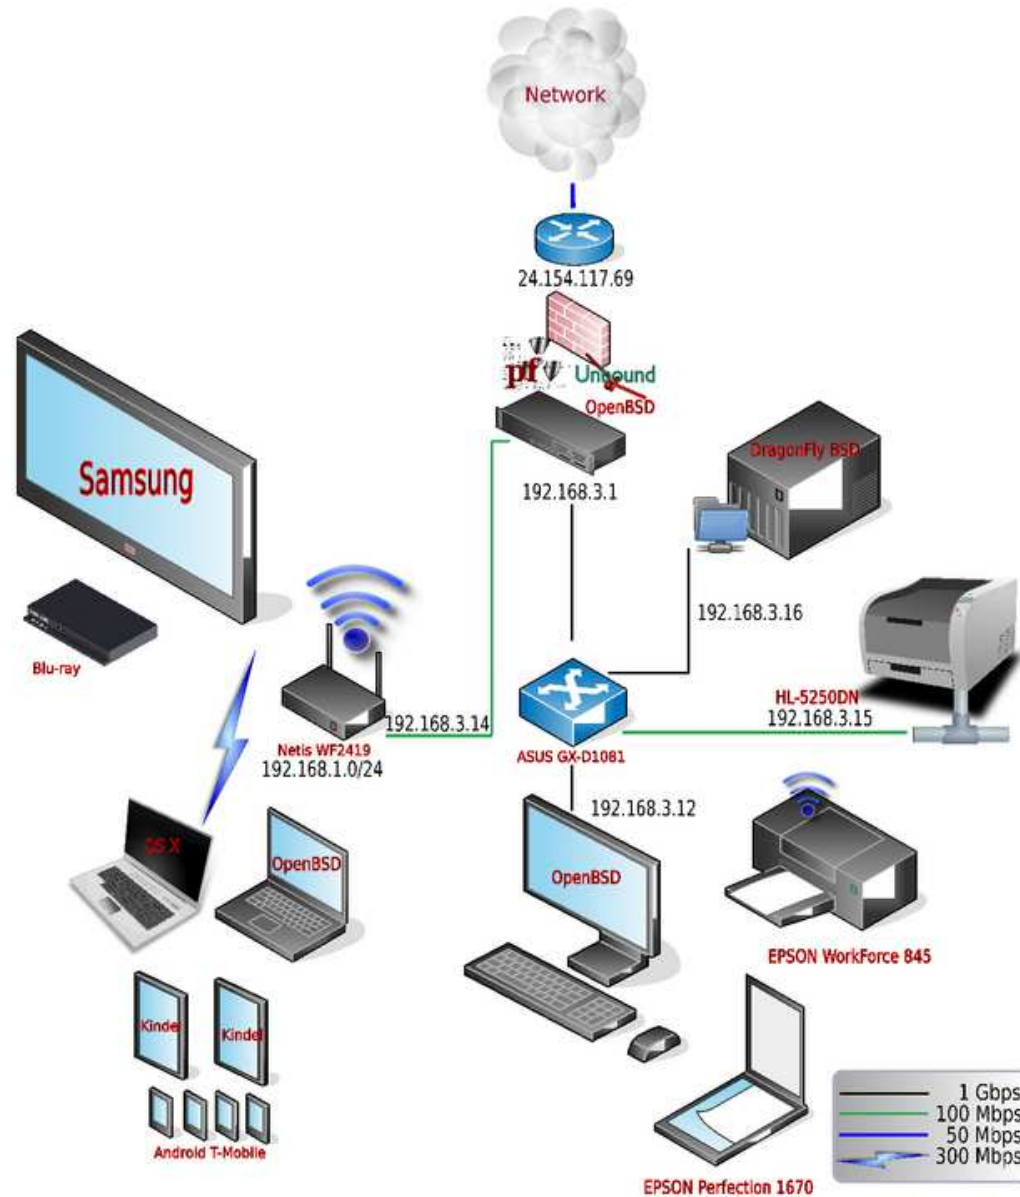 Network
24.154.117.69
pf
Unbound
OpenBSD
192.168.3.1
DragonFly BSD
Samsung
192.168.3.16
Blu-ray
HL-5250DN
192.168.3.15
192.168.3.14
Netis WF2419
192.168.1.0/24
ASUS GX-D1081
192.168.3.12
OS X
OpenBSD
OpenBSD
EPSON WorkForce 845
Kindel
Kindel
Android T-Mobile
1 Gbps
100 Mbps
50 Mbps
300 Mbps
EPSON Perfection 1670